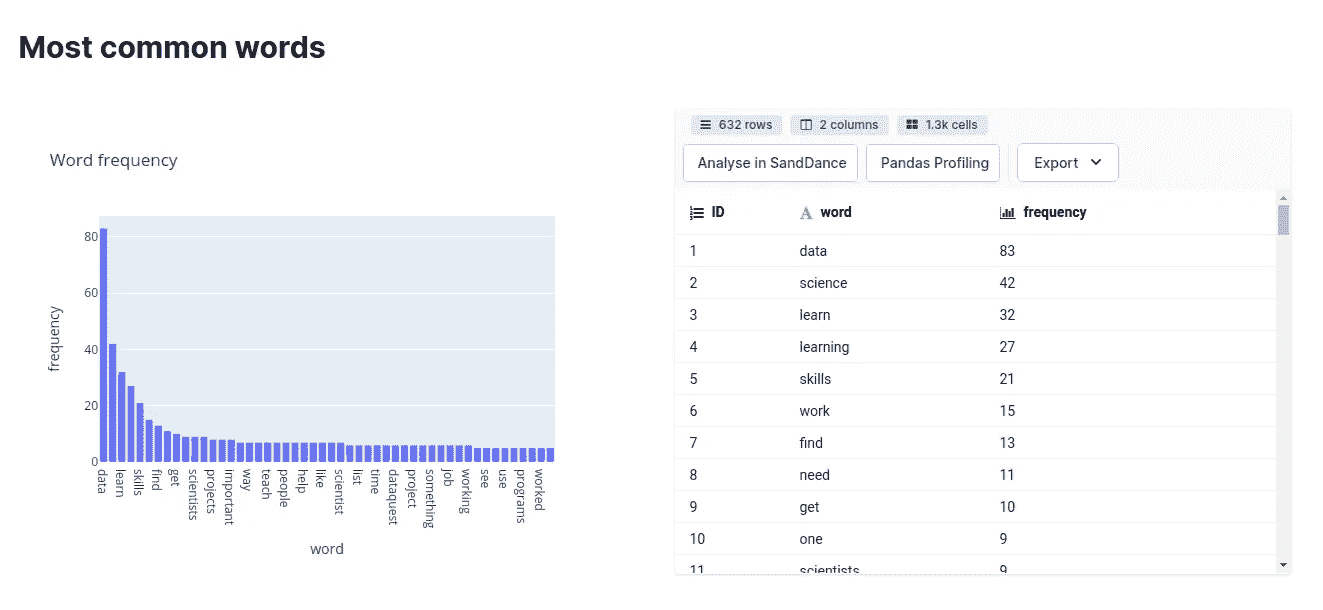 Most common words
Word frequency
80
60
40
20
0
frequency
data
learn
skills
find
get
scientists
projects
important
way
teach
people
help
like
scientist
list
time
dataquest
project
something
job
working
see
use
programs
worked
word
632 rows 2 columns 1.3k cells
Analyse in SandDance Pandas Profiling Export
ID word frequency
1 data 83
2 science 42
3 learn 32
4 learning 27
5 skills 21
6 work 15
7 find 13
8 need 11
9 get 10
10 one 9
11 scientists 9